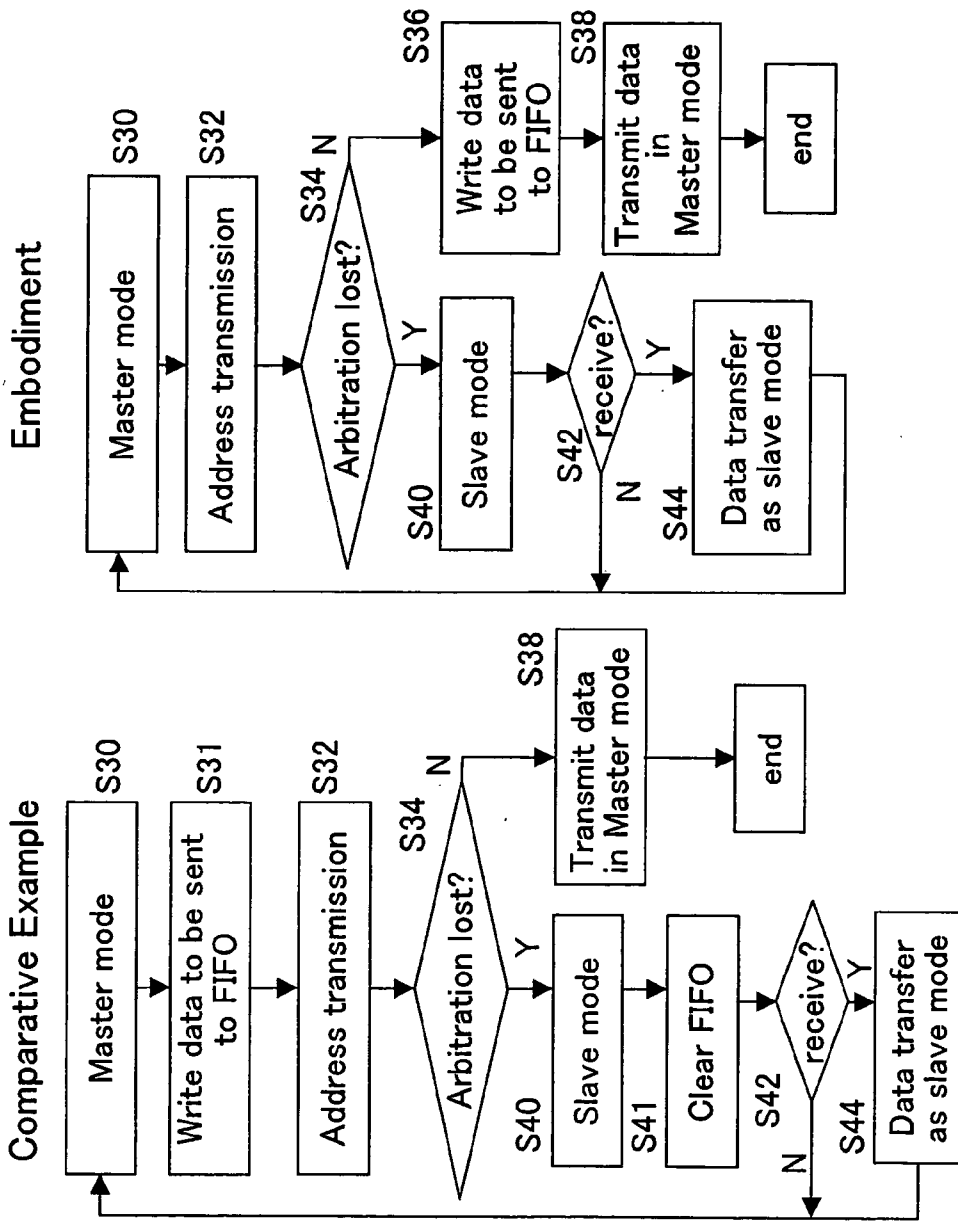 Comparative Example
Master mode
S30
Write data to be sent
to FIFO
S31
Address transmission
S32
Arbitration lost?
S34
N
Y
Transmit data
in Master mode
S38
end
S40
Slave mode
S41
Clear FIFO
S42
receive?
N
Y
S44
Data transfer
as slave mode
Embodiment
Master mode
S30
Address transmission
S32
Arbitration lost?
S34
N
Y
Write data
to be sent
to FIFO
S36
Transmit data
in
Master mode
S38
end
S40
Slave mode
S42
receive?
N
Y
S44
Data transfer
as slave mode